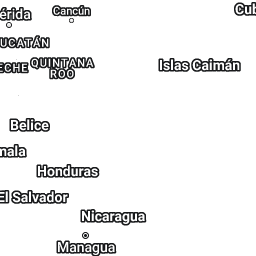 Cancún
érida
UCATÁN
QUINTANA
ROO
ECHE
Islas Caimán
Cub
Belice
nala
Honduras
El Salvador
Nicaragua
Managua